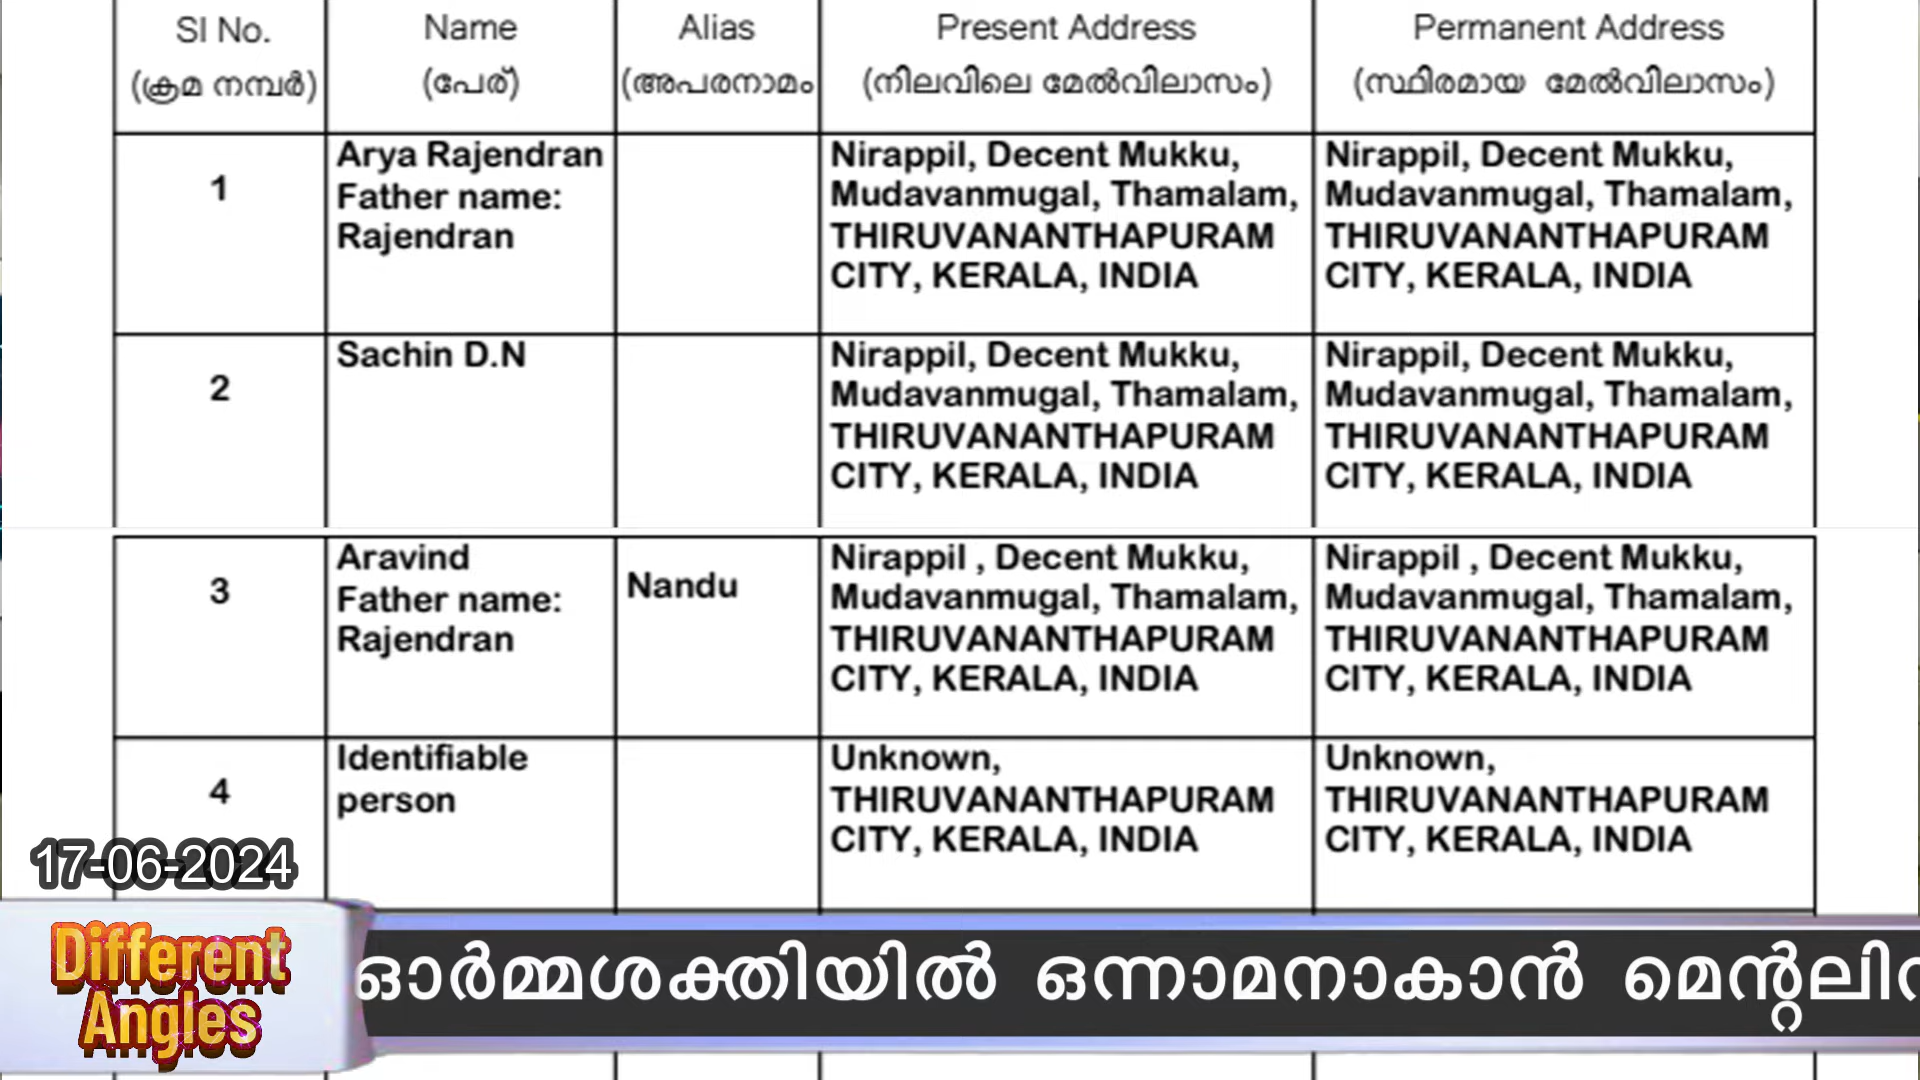 Sl No.
(ക്രമ നമ്പർ)
Name
(പേര്)
Alias
(അപരനാമം
Present Address
(നിലവിലെ മേൽവിലാസം)
Permanent Address
(സ്ഥിരമായ മേൽവിലാസം)
1
Arya Rajendran
Father name:
Rajendran
Nirappil, Decent Mukku,
Mudavanmugal, Thamalam,
THIRUVANANTHAPURAM
CITY, KERALA, INDIA
Nirappil, Decent Mukku,
Mudavanmugal, Thamalam,
THIRUVANANTHAPURAM
CITY, KERALA, INDIA
2
Sachin D.N
Nirappil, Decent Mukku,
Mudavanmugal, Thamalam,
THIRUVANANTHAPURAM
CITY, KERALA, INDIA
Nirappil, Decent Mukku,
Mudavanmugal, Thamalam,
THIRUVANANTHAPURAM
CITY, KERALA, INDIA
3
Aravind
Father name:
Rajendran
Nandu
Nirappil , Decent Mukku,
Mudavanmugal, Thamalam,
THIRUVANANTHAPURAM
CITY, KERALA, INDIA
Nirappil , Decent Mukku,
Mudavanmugal, Thamalam,
THIRUVANANTHAPURAM
CITY, KERALA, INDIA
4
Identifiable
person
Unknown,
THIRUVANANTHAPURAM
CITY, KERALA, INDIA
Unknown,
THIRUVANANTHAPURAM
CITY, KERALA, INDIA
17-06-2024
Different
Angles
ഓർമ്മശക്തിയിൽ ഒന്നാമനാകാൻ